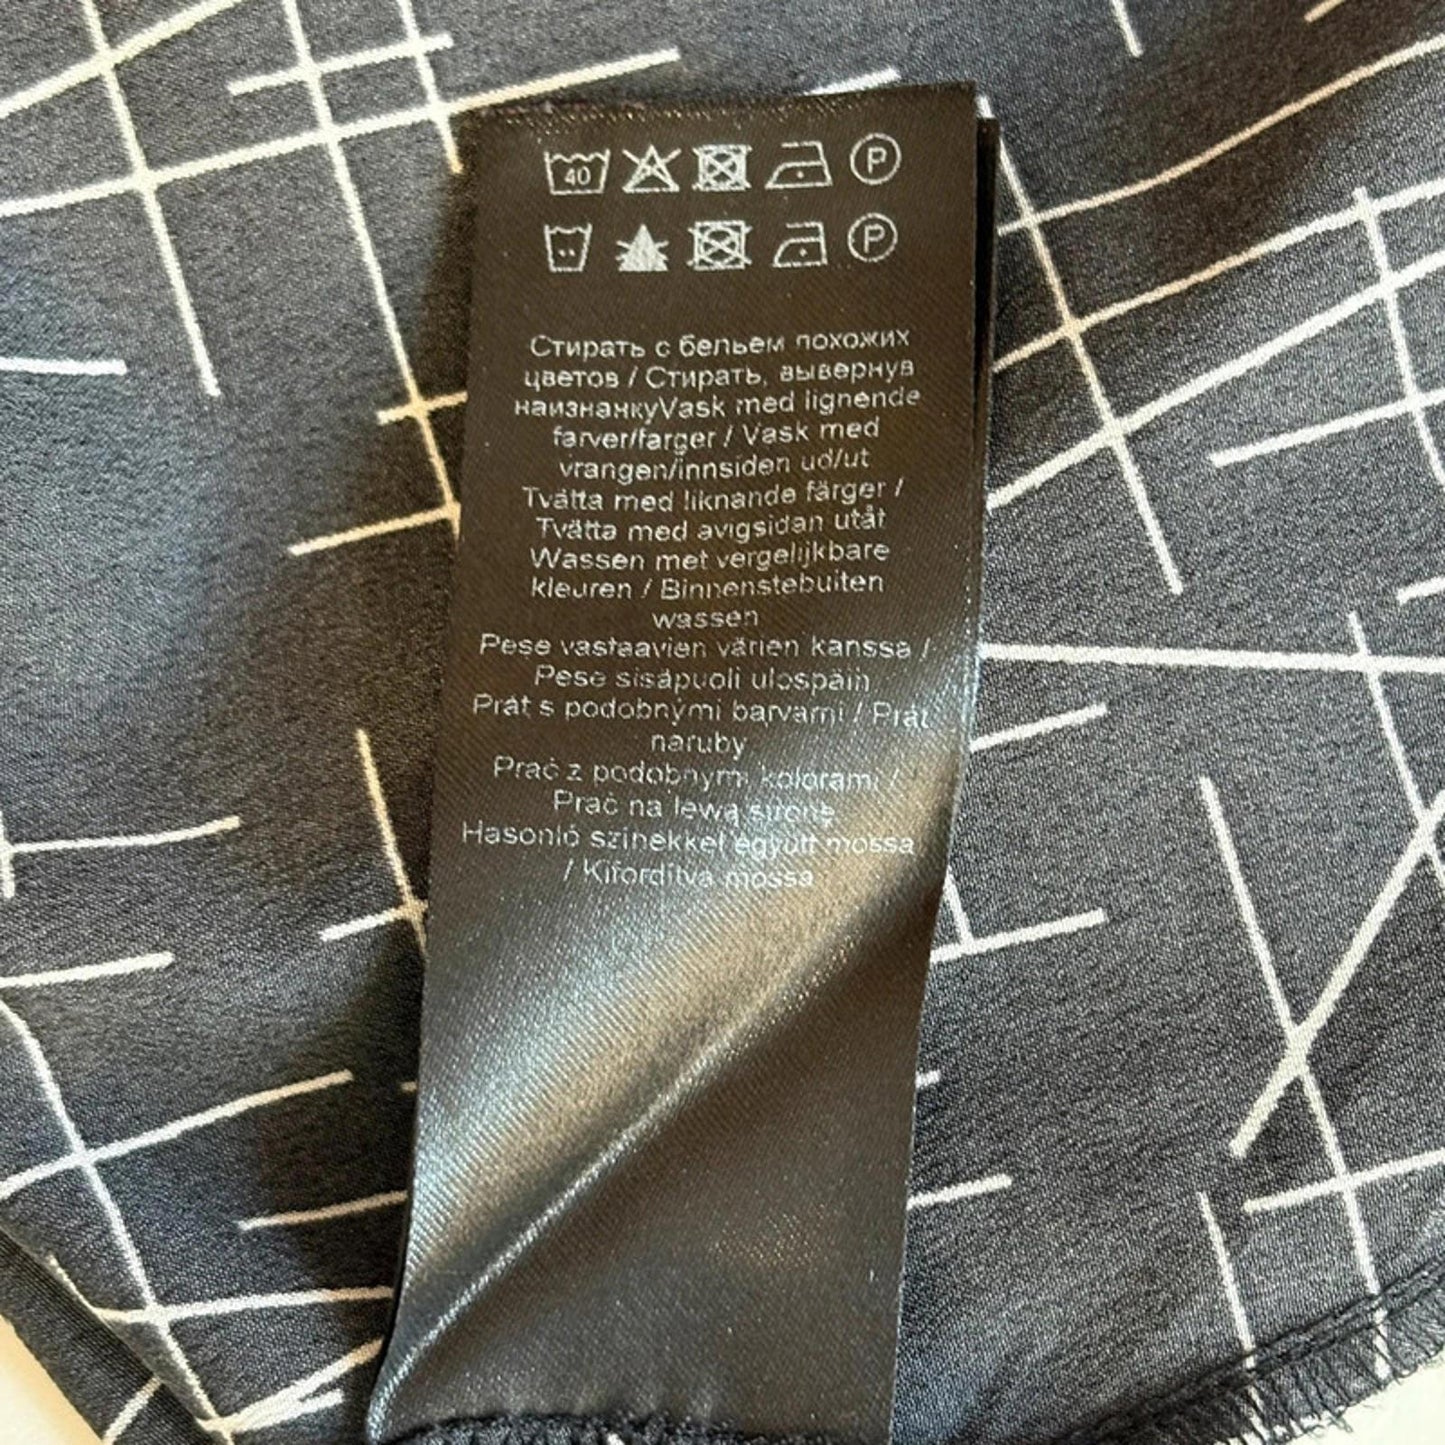 40 P
P
Стирать с бельем похожих
цветов / Стирать, вывернув
наизнанкуVask med lignende
farver/farger / Vask med
vrangen/innsiden ud/ut
Tvätta med liknande färger /
Tvätta med avigsidan utåt
Wassen met vergelijkbare
kleuren / Binnenstebuiten
wassen
Pese vastaavien värien kanssa /
Pese sisäpuoli ulospäin
Prát s podobnými barvami / Prát
naruby
Prać z podobnymi kolorami /
Prać na lewą stronę
Hasonló színekkel együtt mossa
/ Kifordítva mossa